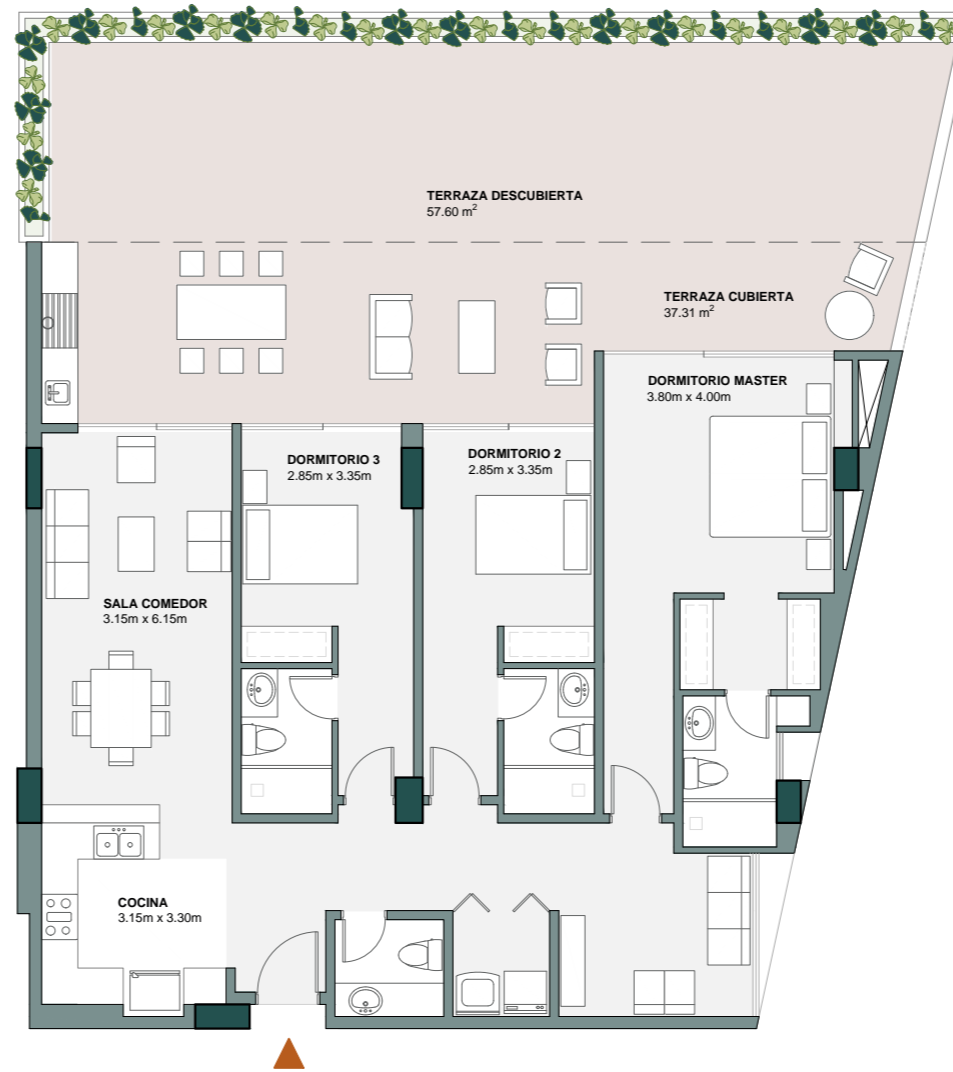 TERRAZA DESCUBIERTA
57.60 m²
TERRAZA CUBIERTA
37.31 m²
DORMITORIO MASTER
3.80m x 4.00m
DORMITORIO 3
2.85m x 3.35m
DORMITORIO 2
2.85m x 3.35m
SALA COMEDOR
3.15m x 6.15m
COCINA
3.15m x 3.30m